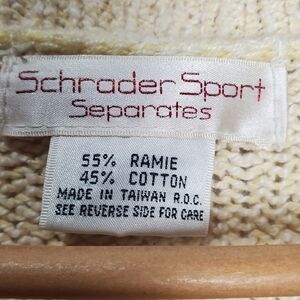 Schrader Sport
Separates
55% RAMIE
45% COTTON
MADE IN TAIWAN R.O.C.
SEE REVERSE SIDE FOR CARE